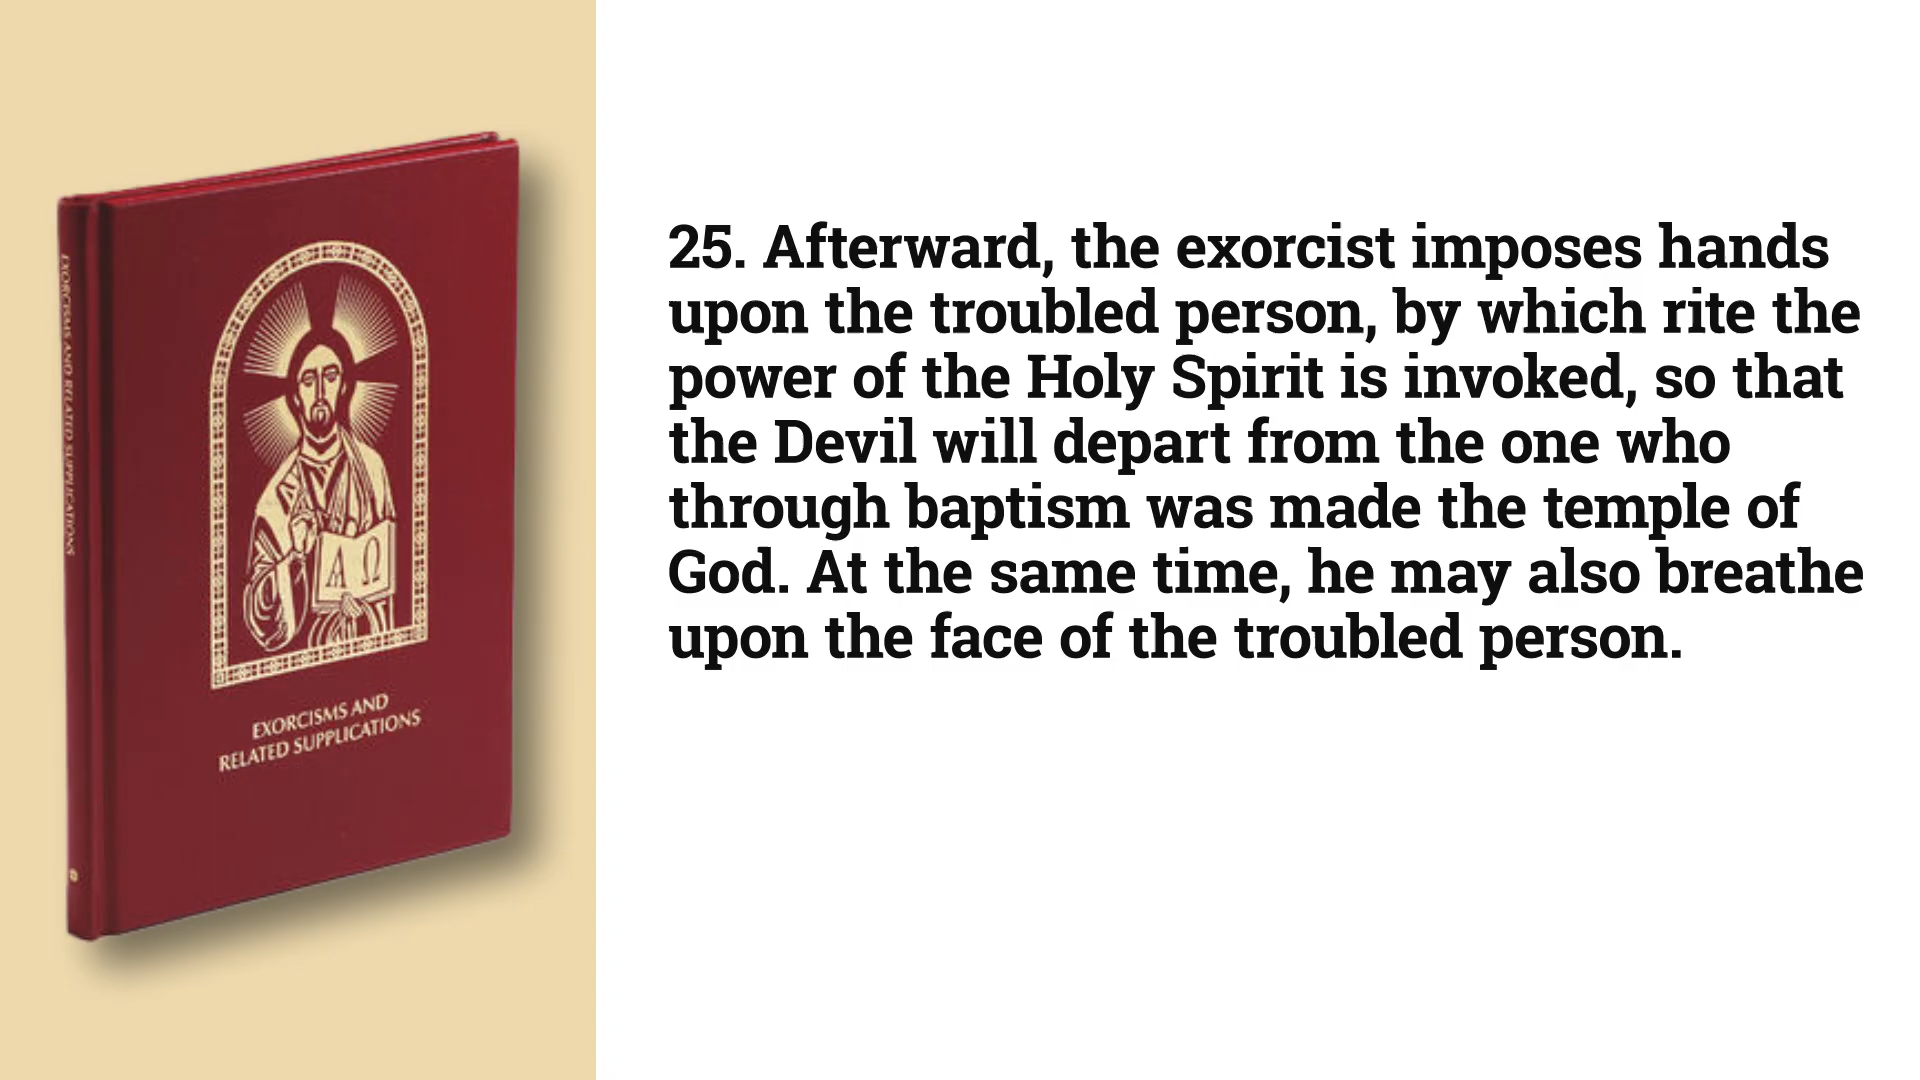 EXORCISMS AND RELATED SUPPLICATIONS
Α Ω
EXORCISMS AND
RELATED SUPPLICATIONS
25. Afterward, the exorcist imposes hands
upon the troubled person, by which rite the
power of the Holy Spirit is invoked, so that
the Devil will depart from the one who
through baptism was made the temple of
God. At the same time, he may also breathe
upon the face of the troubled person.